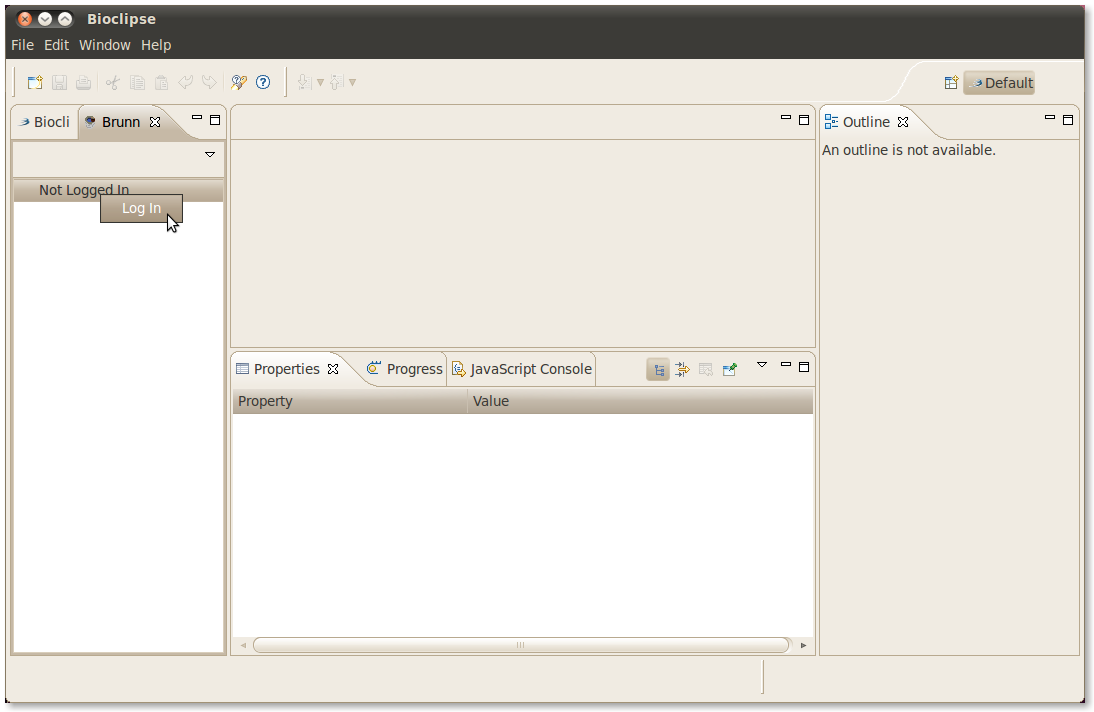 Bioclipse
File Edit Window Help
Default
Biocli Brunn
Not Logged In
Log In
Outline
An outline is not available.
Properties Progress JavaScript Console
Property Value